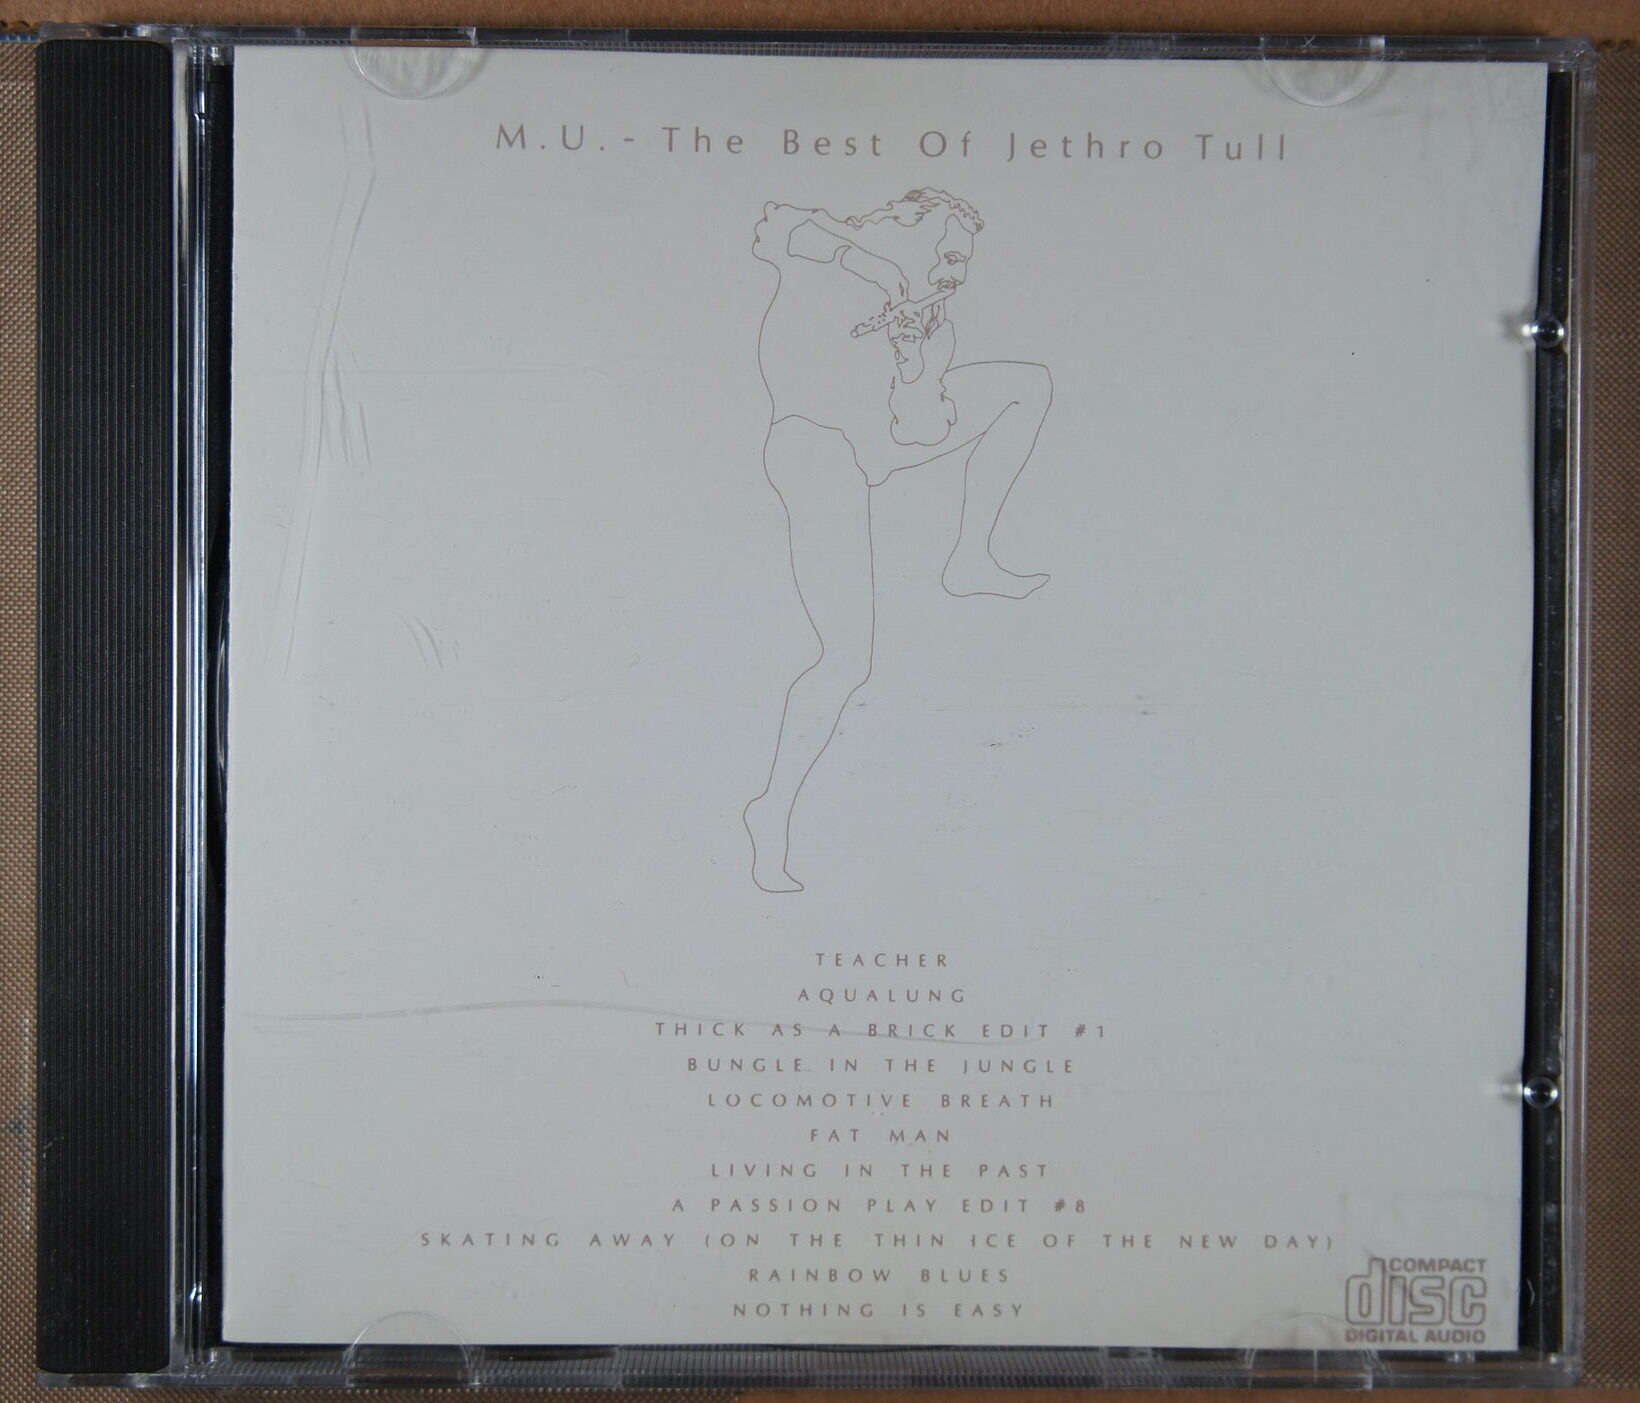 M.U. - The Best Of Jethro Tull
TEACHER
AQUALUNG
THICK AS A BRICK EDIT #1
BUNGLE IN THE JUNGLE
LOCOMOTIVE BREATH
FAT MAN
LIVING IN THE PAST
A PASSION PLAY EDIT #8
SKATING AWAY (ON THE THIN ICE OF THE NEW DAY)
RAINBOW BLUES
NOTHING IS EASY
COMPACT
disc
DIGITAL AUDIO